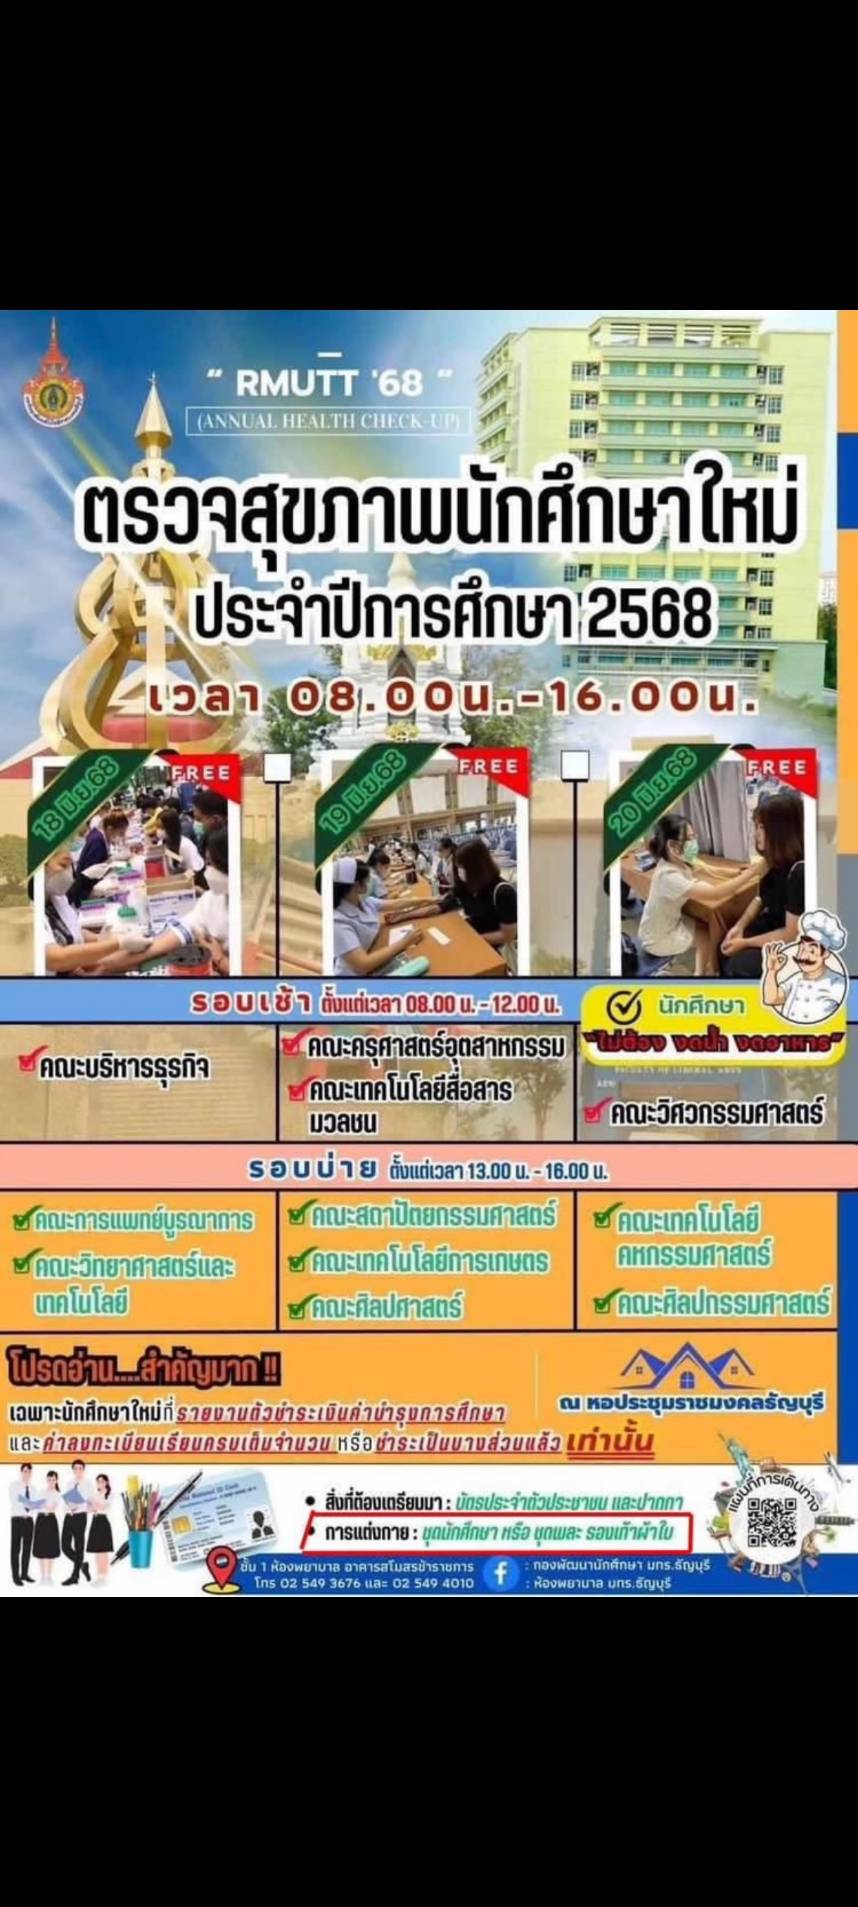 " RMUTT '68 "
(ANNUAL HEALTH CHECK-UP)
ตรวจสุขภาพนักศึกษาใหม่
ประจำปีการศึกษา 2568
เวลา 08.00น.-16.00น.
18 มิ.ย.68 FREE 19 มิ.ย.68 FREE 20 มิ.ย.68 FREE
รอบเช้า ตั้งแต่เวลา 08.00 น. - 12.00 น.
นักศึกษา
"ไม่ต้อง งดน้ำ งดอาหาร"
คณะบริหารธุรกิจ
คณะครุศาสตร์อุตสาหกรรม
คณะเทคโนโลยีสื่อสาร
มวลชน
FACULTY OF LIBERAL ARTS
คณะวิศวกรรมศาสตร์
รอบบ่าย ตั้งแต่เวลา 13.00 น. - 16.00 น.
คณะการแพทย์บูรณาการ
คณะวิทยาศาสตร์และ
เทคโนโลยี
คณะสถาปัตยกรรมศาสตร์
คณะเทคโนโลยีการเกษตร
คณะศิลปศาสตร์
คณะเทคโนโลยี
คหกรรมศาสตร์
คณะศิลปกรรมศาสตร์
โปรดอ่าน....สำคัญมาก !!
เฉพาะนักศึกษาใหม่ที่รายงานตัวชำระเงินค่าบำรุงการศึกษา
และค่าลงทะเบียนเรียนครบเต็มจำนวน หรือชำระเป็นบางส่วนแล้ว เท่านั้น
ณ หอประชุมราชมงคลธัญบุรี
• สิ่งที่ต้องเตรียมมา : บัตรประจำตัวประชาชน และปากกา
• การแต่งกาย : ชุดนักศึกษา หรือ ชุดพละ รองเท้าผ้าใบ
แผนที่การเดินทาง
ชั้น 1 ห้องพยาบาล อาคารสโมสรข้าราชการ
โทร 02 549 3676 และ 02 549 4010
: กองพัฒนานักศึกษา มทร.ธัญบุรี
: ห้องพยาบาล มทร.ธัญบุรี